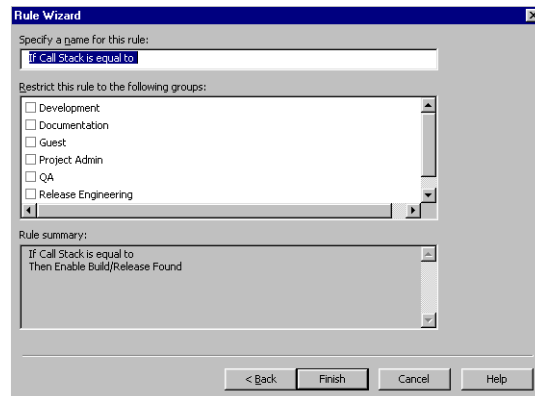 Rule Wizard
Specify a name for this rule:
If Call Stack is equal to
Restrict this rule to the following groups:
Development
Documentation
Guest
Project Admin
QA
Release Engineering
Rule summary:
If Call Stack is equal to
Then Enable Build/Release Found
< Back Finish Cancel Help